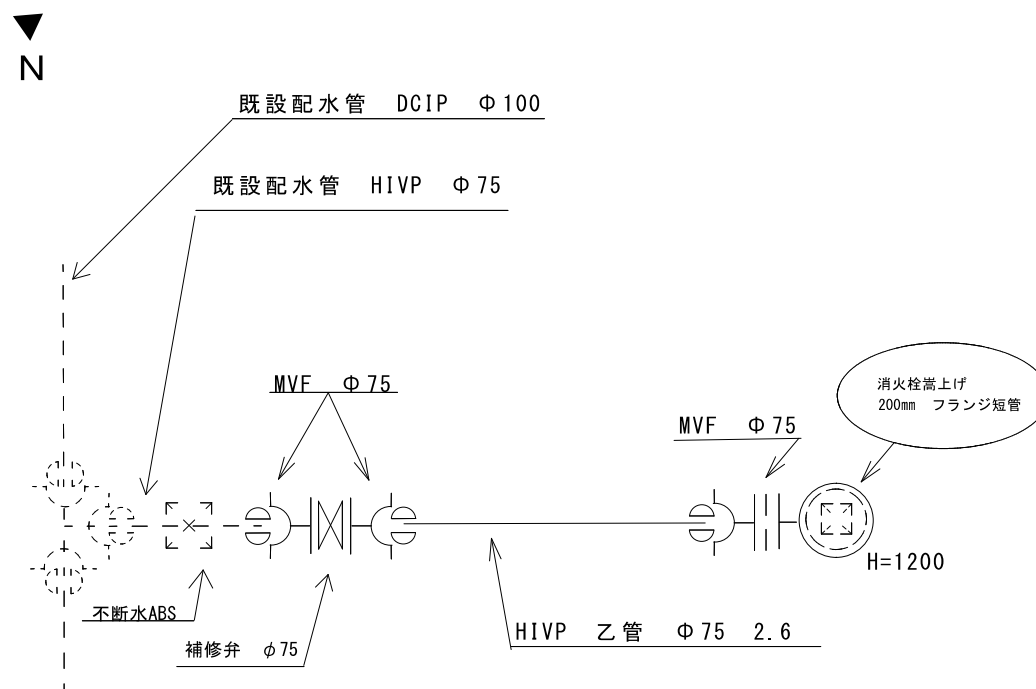 N
既設配水管 DCIP Φ100
既設配水管 HIVP Φ75
MVF Φ75
消火栓嵩上げ
200mm フランジ短管
MVF Φ75
H=1200
不断水ABS
補修弁 φ75
HIVP 乙管 Φ75 2.6